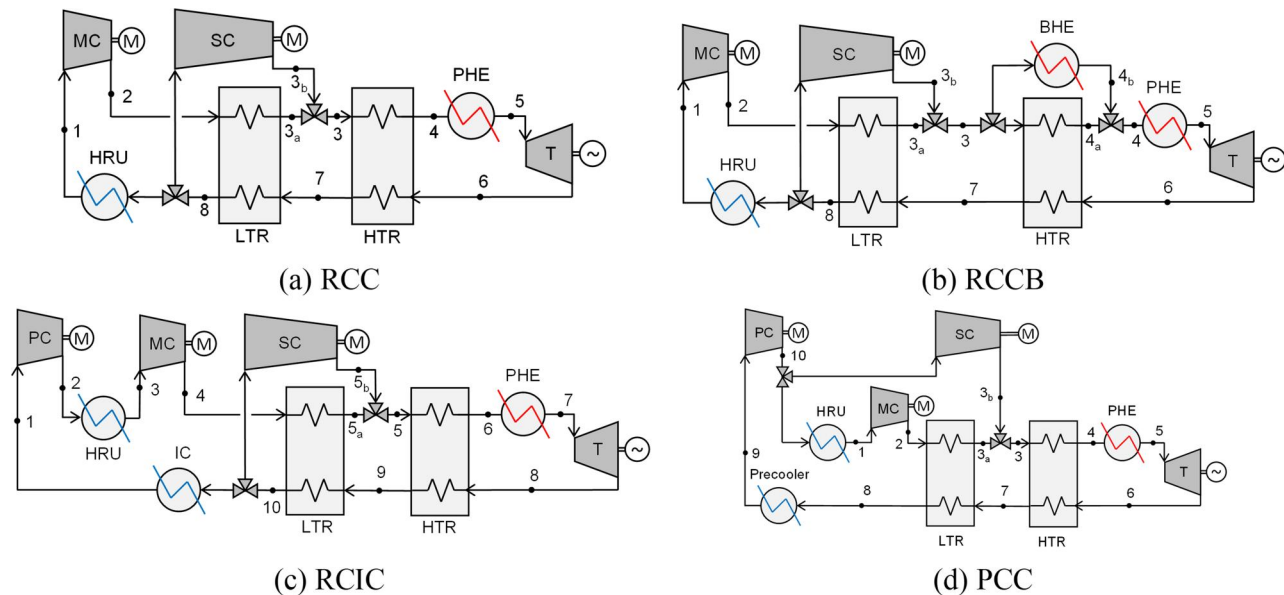 MC
M
SC
M
PHE
3b
2
5
3a
3
4
1
HRU
T
~
7
6
8
LTR
HTR
(a) RCC
BHE
MC
M
SC
M
3b
4b
PHE
1
2
5
3a
3
4a
4
HRU
T
~
7
6
8
LTR
HTR
(b) RCCB
PC
M
MC
M
SC
M
2
3
4
5b
PHE
7
1
5a
5
6
HRU
T
~
IC
9
8
10
LTR
HTR
(c) RCIC
PC
M
SC
M
10
3b
HRU
MC
M
PHE
1
2
3a
3
4
5
9
T
~
Precooler
8
7
6
LTR
HTR
(d) PCC